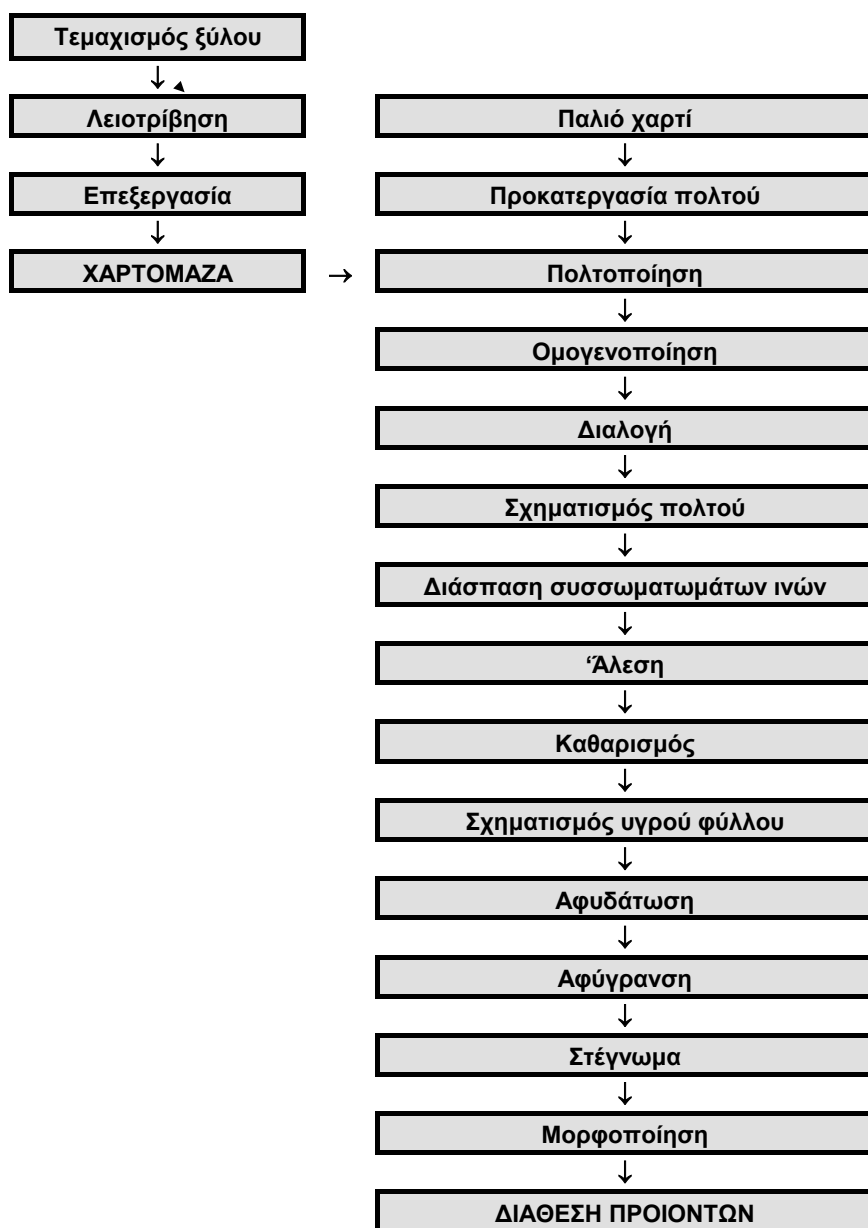 Τεμαχισμός ξύλου
↓
Λειοτρίβηση
↓
Επεξεργασία
↓
ΧΑΡΤΟΜΑΖΑ
→
Παλιό χαρτί
↓
Προκατεργασία πολτού
↓
Πολτοποίηση
↓
Ομογενοποίηση
↓
Διαλογή
↓
Σχηματισμός πολτού
↓
Διάσπαση συσσωματωμάτων ινών
↓
‘Άλεση
↓
Καθαρισμός
↓
Σχηματισμός υγρού φύλλου
↓
Αφυδάτωση
↓
Αφύγρανση
↓
Στέγνωμα
↓
Μορφοποίηση
↓
ΔΙΑΘΕΣΗ ΠΡΟΙΟΝΤΩΝ